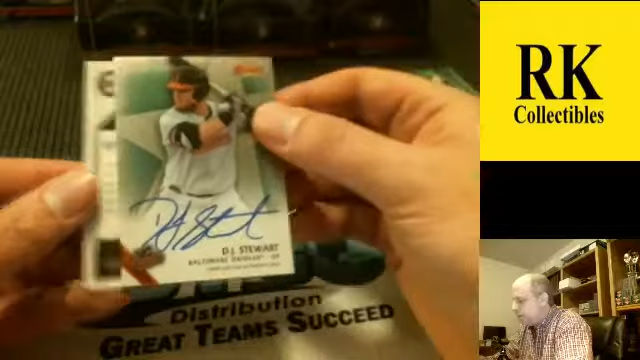 RK
Collectibles
D.J. STEWART
BALTIMORE ORIOLES - OF
Distribution
GREAT TEAMS SUCCEED